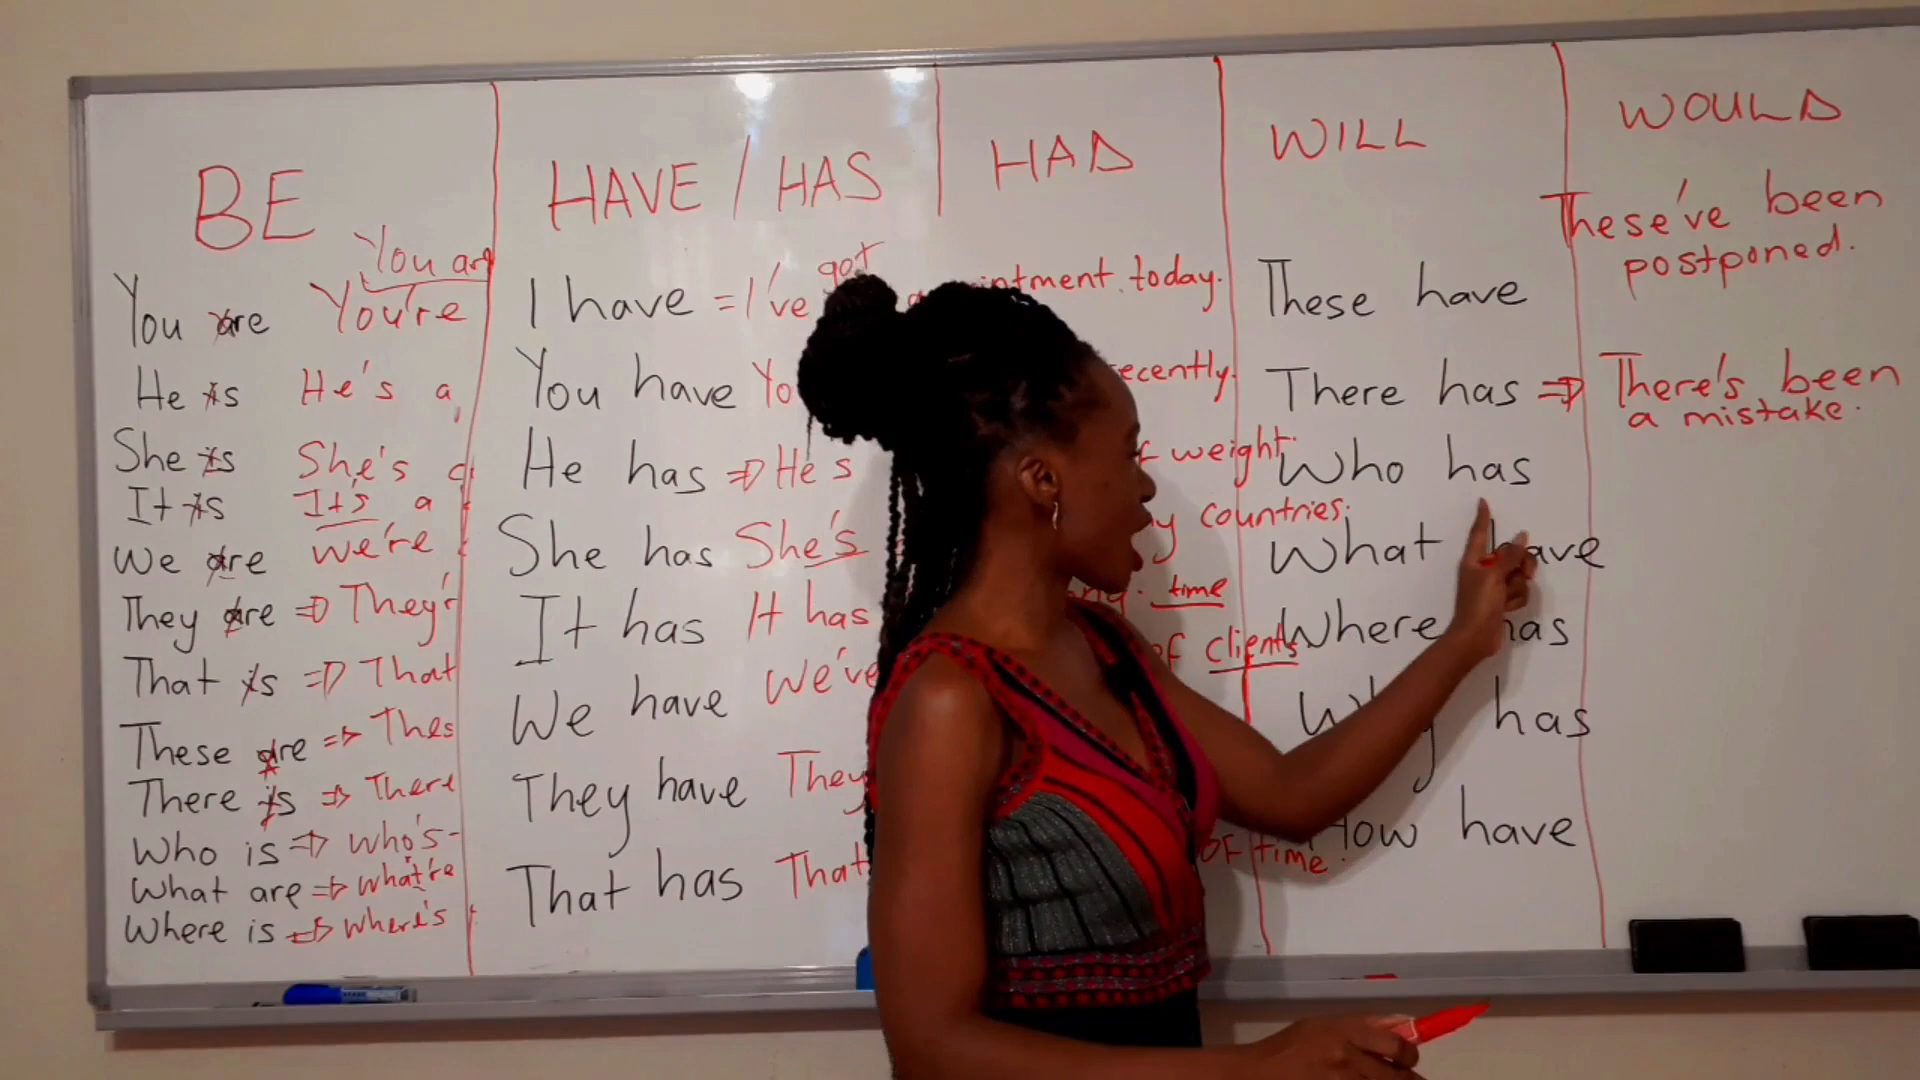 BE
HAVE / HAS
HAD
WILL
WOULD
You are
You are You're
He is He's a
She is She's
It is It's a
We are we're
They are => They'r
That is => That
These are => Thes
There is => There
Who is => who's-
What are => what're
Where is => where's
got
I have = I've intment today.
You have Yo ecently.
He has => He's of weight.
She has She's y countries.
It has It has time
We have We've of clients
They have They
That has That of time.
These have These've been
postponed.
There has => There's been
a mistake.
Who has
What have
Where has
Why has
How have